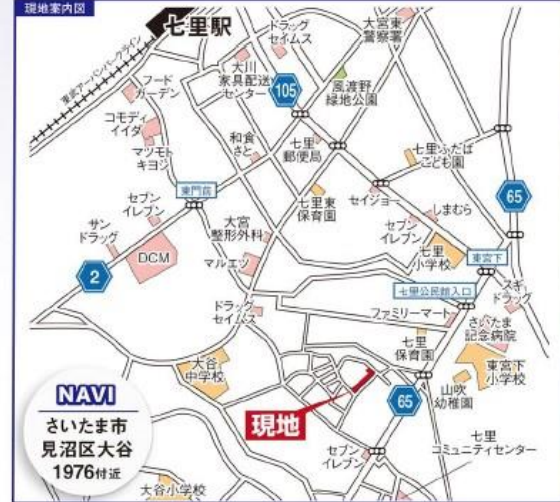 現地案内図
七里駅
東武アーバンパークライン
ドラッグ
セイムス
大宮東
警察署
大川
家具配送
センター
105
風渡野
緑地公園
フード
ガーデン
コモディ
イイダ
マツモト
キヨシ
和食
さと
七里
郵便局
七里ふたば
こども園
65
東門前
七里東
保育園
セイジョー
しまむら
セブン
イレブン
セブン
イレブン
サン
ドラッグ
大宮
整形外科
七里
小学校
東宮下
DCM
マルエツ
2
七里公民館入口
スギ
ドラッグ
ドラッグ
セイムス
ファミリーマート
さいたま
記念病院
七里
保育園
東宮下
小学校
大谷
中学校
山吹
幼稚園
65
NAVI
さいたま市
見沼区大谷
1976付近
現地
セブン
イレブン
七里
コミュニティセンター
大谷小学校